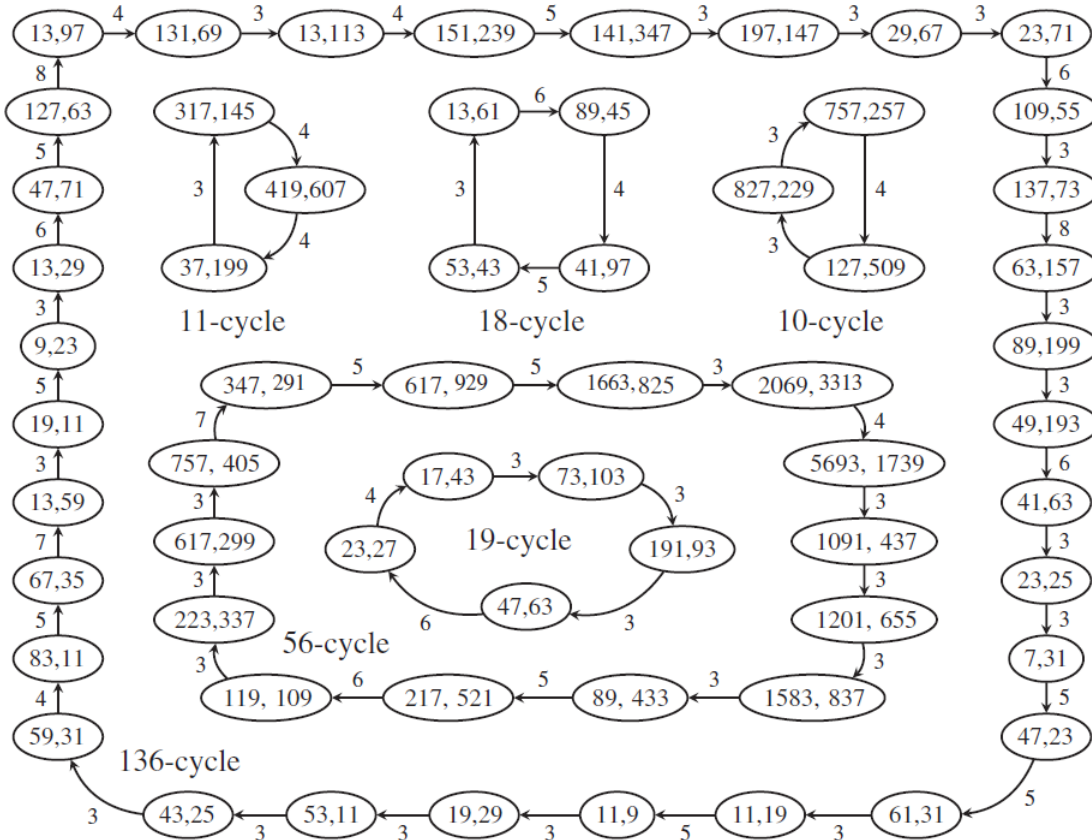 13,97 4 131,69 3 13,113 4 151,239 5 141,347 3 197,147 3 29,67 3 23,71
8 6
127,63 317,145 13,61 6 89,45 757,257 109,55
5 4 3 3
47,71 3 419,607 3 4 827,229 4 137,73
6 4 3 8
13,29 37,199 53,43 5 41,97 127,509 63,157
3 11-cycle 18-cycle 10-cycle 3
9,23 89,199
5 347, 291 5 617, 929 5 1663,825 3 2069, 3313 3
19,11 7 4 49,193
3 757, 405 17,43 3 73,103 5693, 1739 6
13,59 3 4 3 3 41,63
7 617,299 23,27 19-cycle 191,93 1091, 437 3
67,35 3 6 47,63 3 3 23,25
5 223,337 1201, 655 3
83,11 3 56-cycle 3 7,31
4 119, 109 6 217, 521 5 89, 433 3 1583, 837 5
59,31 47,23
136-cycle
3 43,25 3 53,11 3 19,29 3 11,9 5 11,19 3 61,31 5